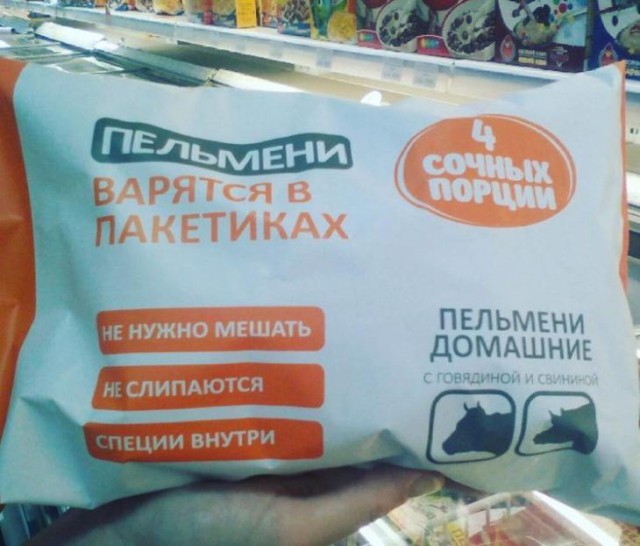 ПЕЛЬМЕНИ
ВАРЯТСЯ В
ПАКЕТИКАХ
4
СОЧНЫХ
ПОРЦИИ
НЕ НУЖНО МЕШАТЬ
НЕ СЛИПАЮТСЯ
СПЕЦИИ ВНУТРИ
ПЕЛЬМЕНИ
ДОМАШНИЕ
С ГОВЯДИНОЙ И СВИНИНОЙ